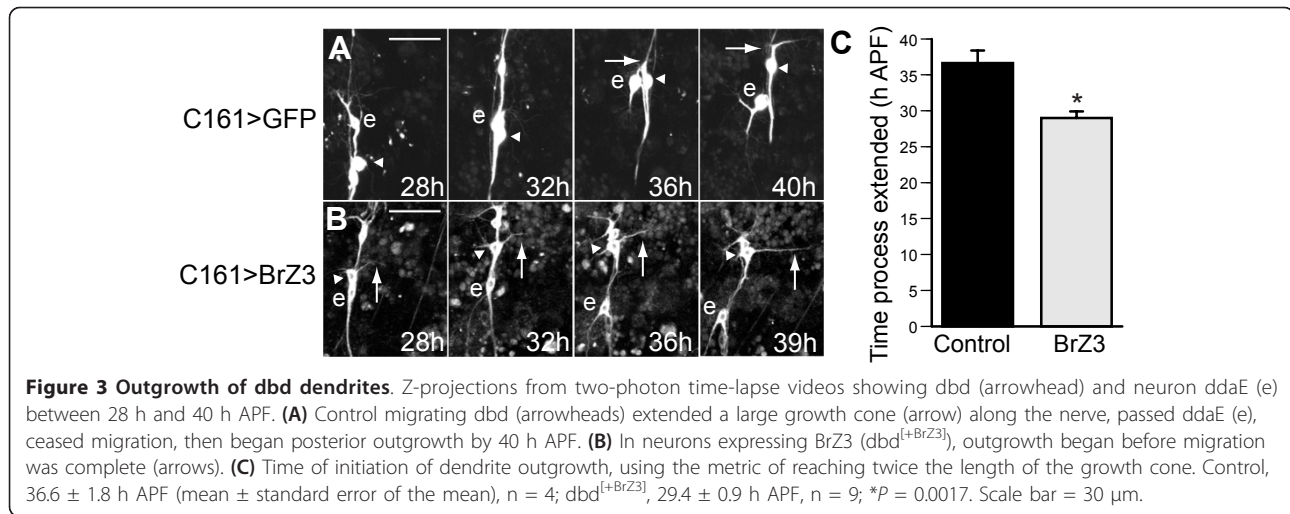 A
C161>GFP
e
28h
e
32h
e
36h
e
40h
B
C161>BrZ3
e
28h
e
32h
e
36h
e
39h
C
Time process extended (h APF)
40
35
30
25
20
15
10
5
0
*
Control
BrZ3
Figure 3 Outgrowth of dbd dendrites. Z-projections from two-photon time-lapse videos showing dbd (arrowhead) and neuron ddaE (e)
between 28 h and 40 h APF. (A) Control migrating dbd (arrowheads) extended a large growth cone (arrow) along the nerve, passed ddaE (e),
ceased migration, then began posterior outgrowth by 40 h APF. (B) In neurons expressing BrZ3 (dbd[+BrZ3]), outgrowth began before migration
was complete (arrows). (C) Time of initiation of dendrite outgrowth, using the metric of reaching twice the length of the growth cone. Control,
36.6 ± 1.8 h APF (mean ± standard error of the mean), n = 4; dbd[+BrZ3], 29.4 ± 0.9 h APF, n = 9; *P = 0.0017. Scale bar = 30 μm.